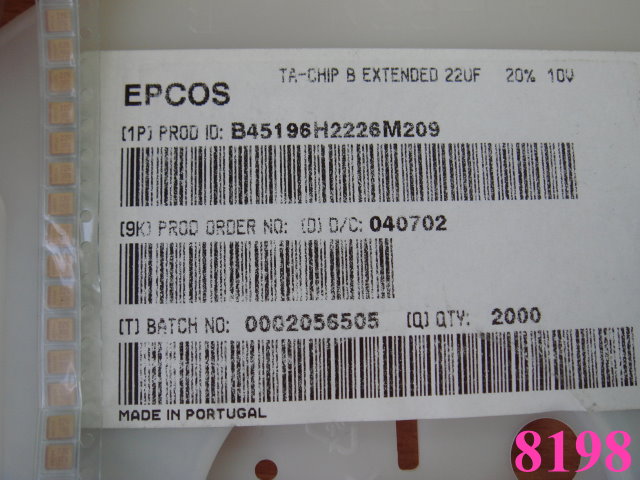 TA-CHIP B EXTENDED 22UF 20% 10V
EPCOS
[1P] PROD ID: B45196H2226M209
[9K] PROD ORDER NO: [D] D/C: 040702
[T] BATCH NO: 0002056505 [Q] QTY: 2000
MADE IN PORTUGAL
8198